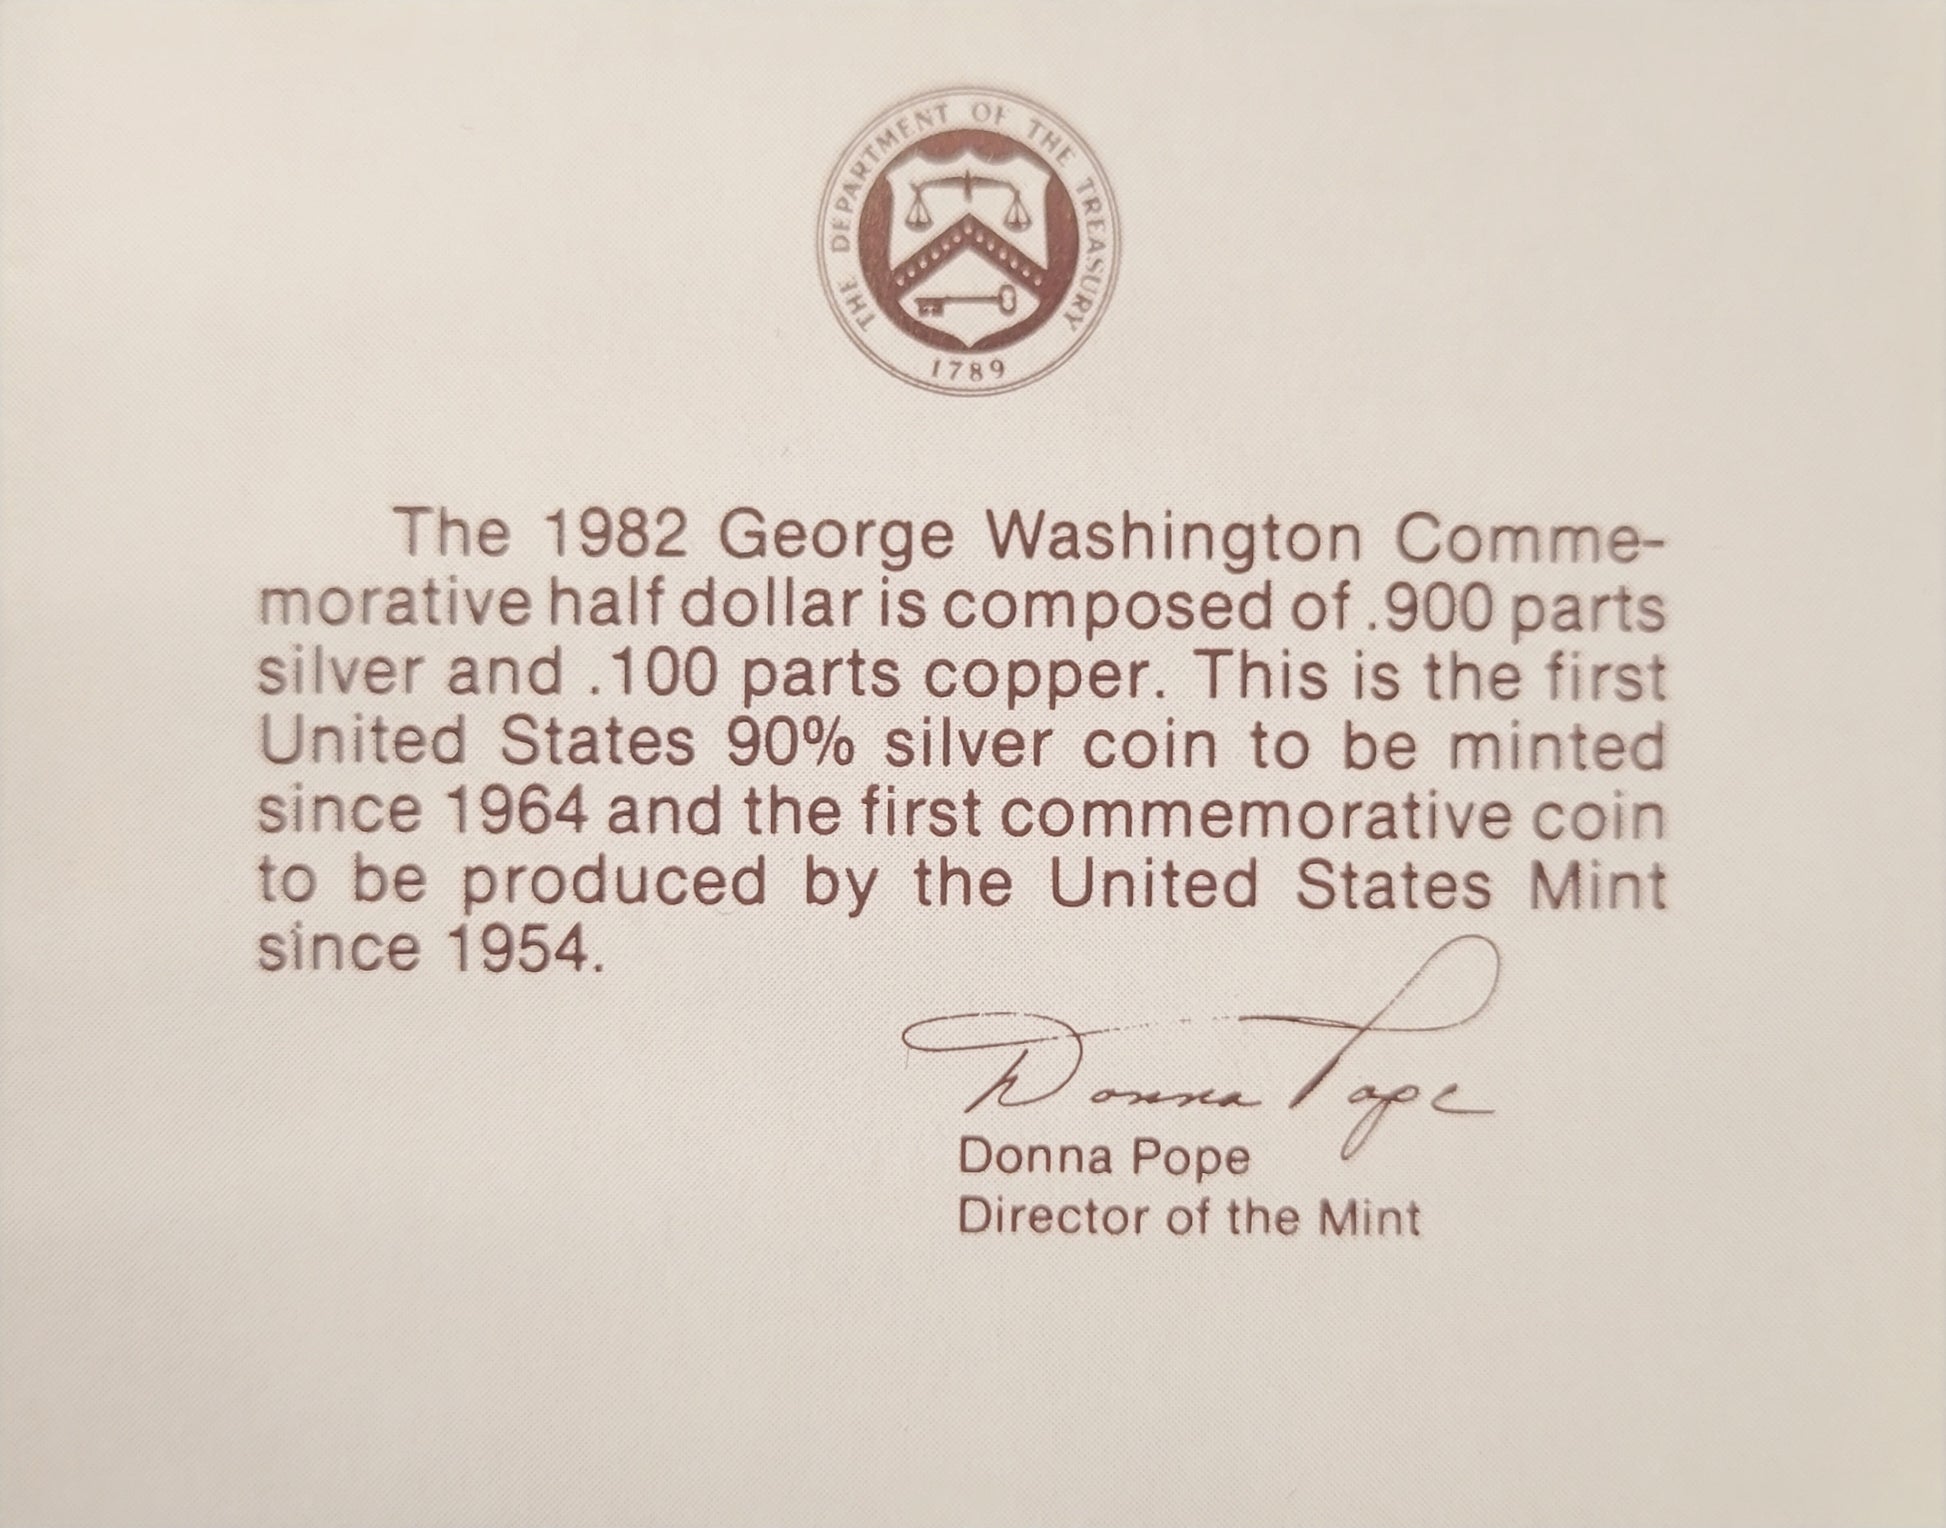 THE DEPARTMENT OF THE TREASURY
1789
The 1982 George Washington Comme-
morative half dollar is composed of .900 parts
silver and .100 parts copper. This is the first
United States 90% silver coin to be minted
since 1964 and the first commemorative coin
to be produced by the United States Mint
since 1954.
Donna Pope
Donna Pope
Director of the Mint